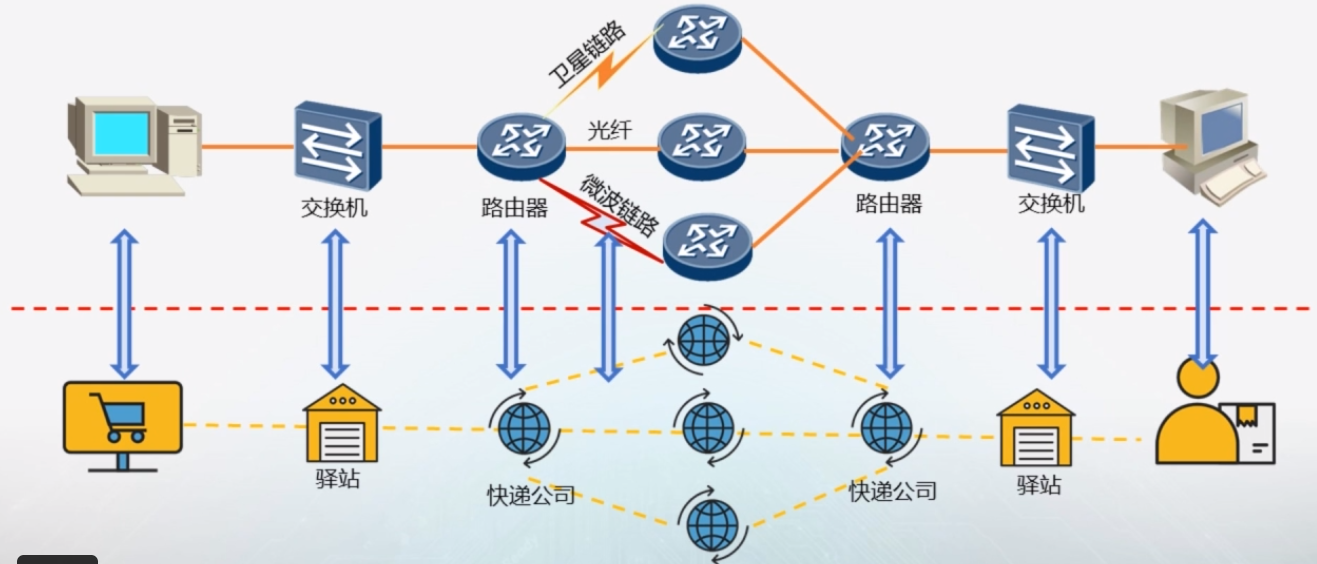 卫星链路
光纤
微波链路
交换机
路由器
路由器
交换机
驿站
快递公司
快递公司
驿站